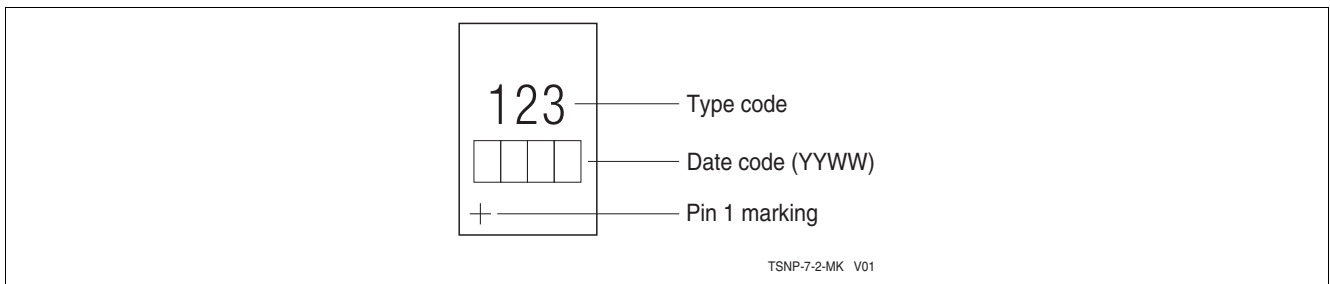 123
Type code
Date code (YYWW)
+
Pin 1 marking
TSNP-7-2-MK V01